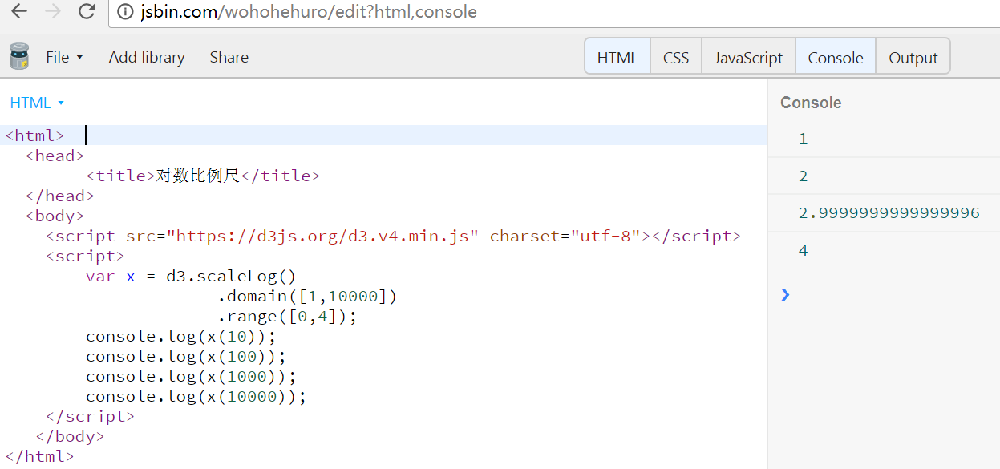 jsbin.com/wohohehuro/edit?html,console
File Add library Share HTML CSS JavaScript Console Output
HTML
<html>
<head>
<title>对数比例尺</title>
</head>
<body>
<script src="https://d3js.org/d3.v4.min.js" charset="utf-8"></script>
<script>
var x = d3.scaleLog()
.domain([1,10000])
.range([0,4]);
console.log(x(10));
console.log(x(100));
console.log(x(1000));
console.log(x(10000));
</script>
</body>
</html>
Console
1
2
2.9999999999999996
4